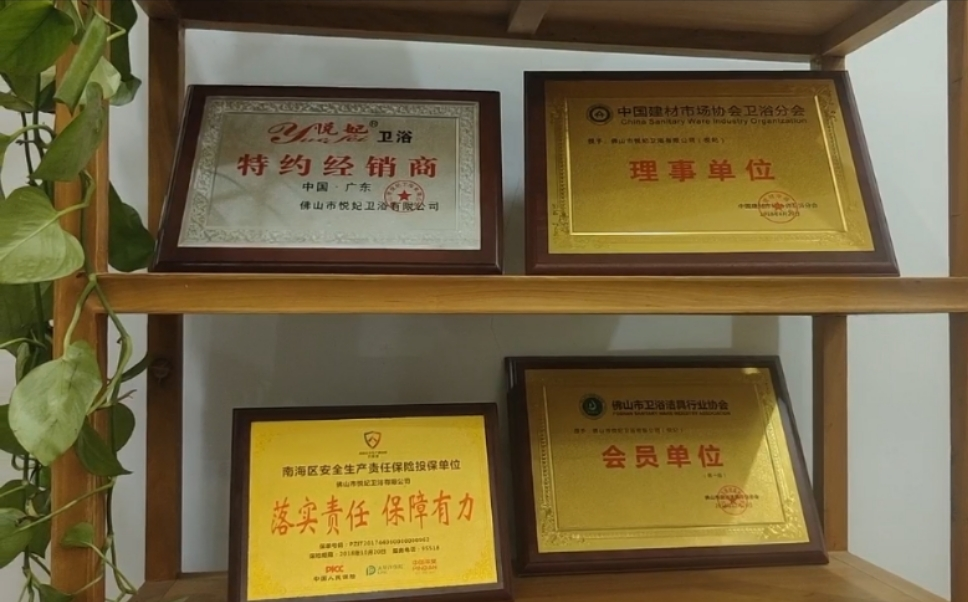 悦妃® 卫浴
特约经销商
中国·广东
佛山市悦妃卫浴有限公司
中国建材市场协会卫浴分会
China Sanitary Ware Industry Organization
理事单位
南海区安全生产责任保险投保单位
佛山市悦妃卫浴有限公司
落实责任 保障有力
PICC
中国人民保险
佛山市卫浴洁具行业协会
会员单位